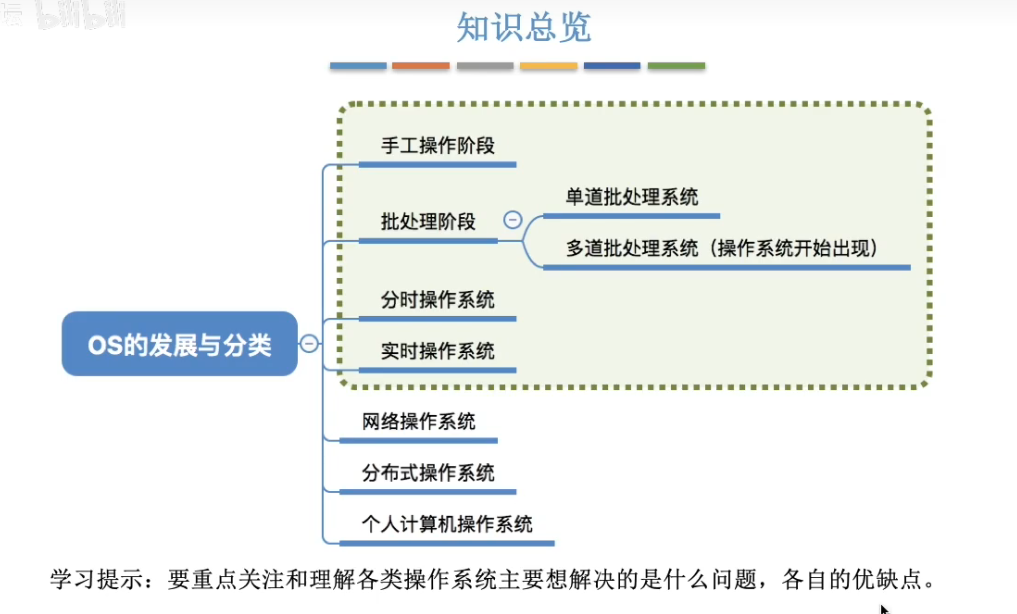 知识总览
手工操作阶段
单道批处理系统
批处理阶段
多道批处理系统（操作系统开始出现）
分时操作系统
OS的发展与分类
实时操作系统
网络操作系统
分布式操作系统
个人计算机操作系统
学习提示：要重点关注和理解各类操作系统主要想解决的是什么问题，各自的优缺点。